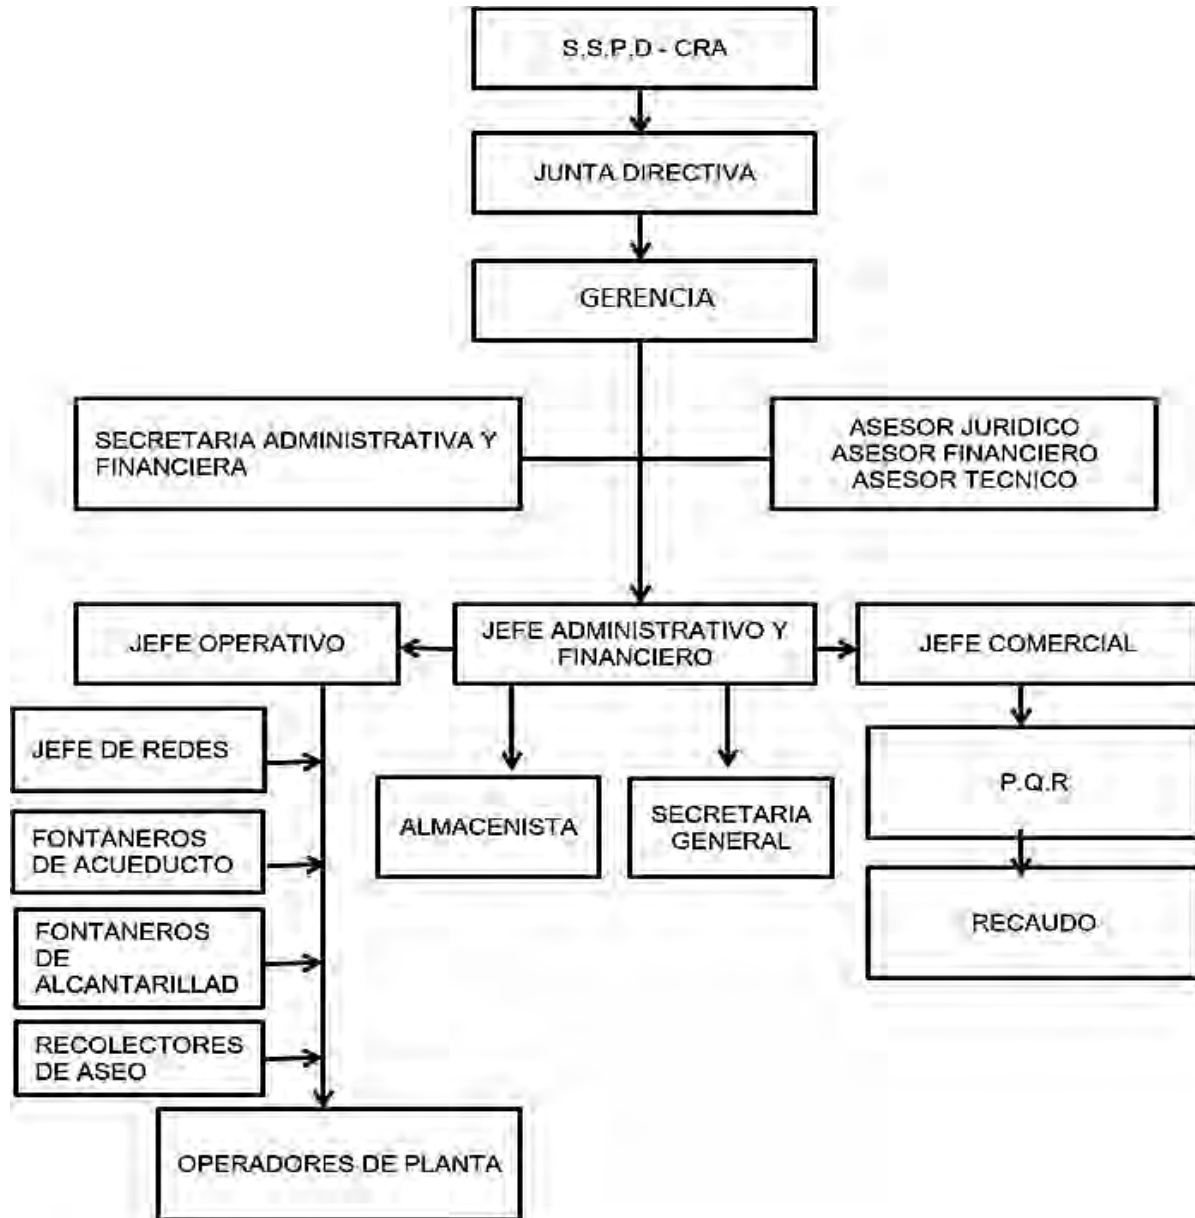 S,S,P,D - CRA
JUNTA DIRECTIVA
GERENCIA
SECRETARIA ADMINISTRATIVA Y
FINANCIERA
ASESOR JURIDICO
ASESOR FINANCIERO
ASESOR TECNICO
JEFE OPERATIVO
JEFE ADMINISTRATIVO Y
FINANCIERO
JEFE COMERCIAL
JEFE DE REDES
FONTANEROS
DE ACUEDUCTO
FONTANEROS
DE
ALCANTARILLAD
RECOLECTORES
DE ASEO
OPERADORES DE PLANTA
ALMACENISTA
SECRETARIA
GENERAL
P.Q.R
RECAUDO